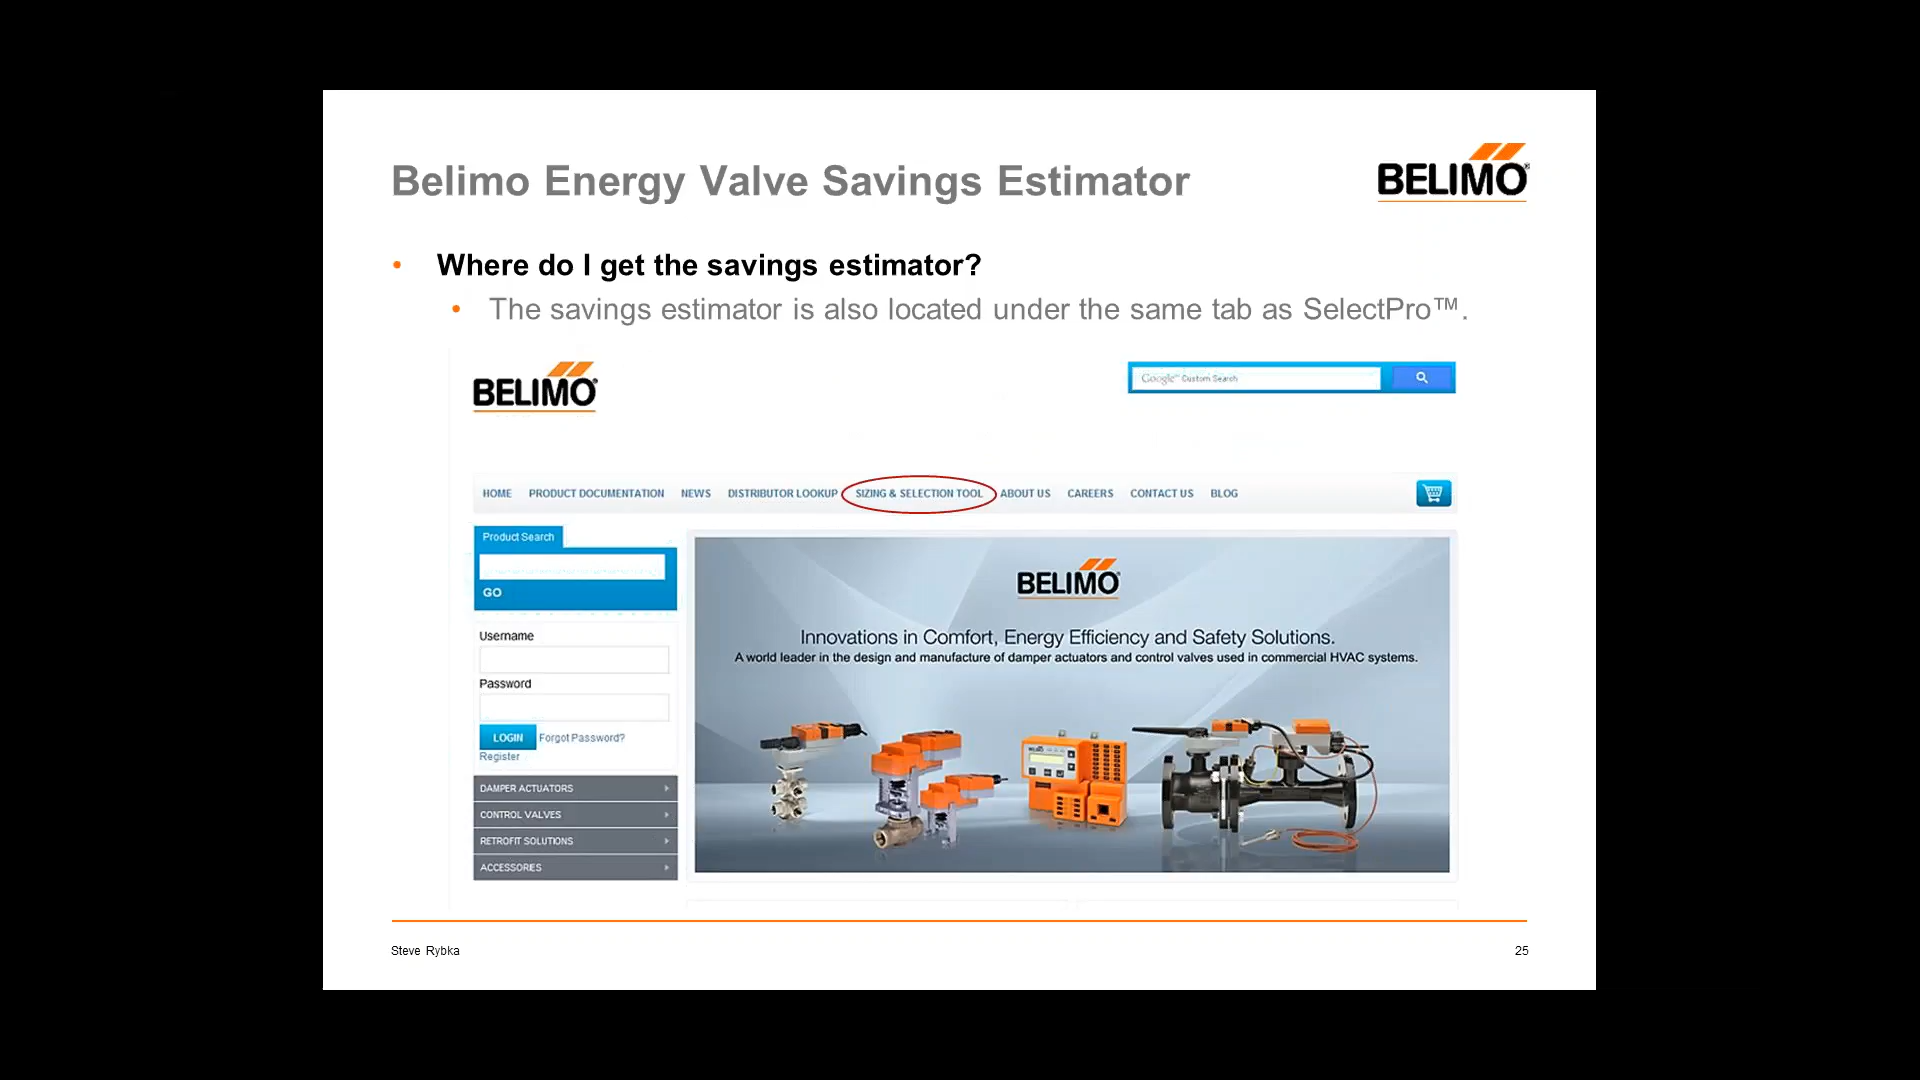 Belimo Energy Valve Savings Estimator
BELIMO®
• Where do I get the savings estimator?
• The savings estimator is also located under the same tab as SelectPro™.
BELIMO®
Google™ Custom Search
HOME PRODUCT DOCUMENTATION NEWS DISTRIBUTOR LOOKUP SIZING & SELECTION TOOL ABOUT US CAREERS CONTACT US BLOG
Product Search
GO
Username
Password
LOGIN Forgot Password?
Register
DAMPER ACTUATORS
CONTROL VALVES
RETROFIT SOLUTIONS
ACCESSORIES
BELIMO®
Innovations in Comfort, Energy Efficiency and Safety Solutions.
A world leader in the design and manufacture of damper actuators and control valves used in commercial HVAC systems.
BELIMO
Steve Rybka
25